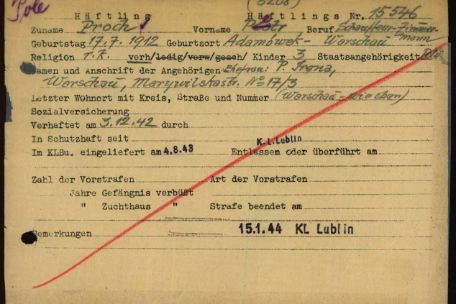 Pole
Häftling Häftlings Nr. 15546
Zuname Proch Vorname Beruf
Geburtstag 17.7.1912 Geburtsort Adamówek - Warschau
Religion r.k. verh/ledig/verw/gesch/ Kinder 3 Staatsangehörigkeit
Namen und Anschrift der Angehörigen Ehefrau: P. Irena,
Warschau, No 17/3
Letzter Wohnort mit Kreis, Straße und Nummer (Warschau - wie oben)
Sozialversicherung
Verhaftet am 3.12.42 durch
In Schutzhaft seit K.L. Lublin
Im KLBu. eingeliefert am 4.8.43 Entlassen oder überführt am
Zahl der Vorstrafen Art der Vorstrafen
Jahre Gefängnis verbüßt
" Zuchthaus " Strafe beendet am
Bemerkungen 15.1.44 KL Lublin